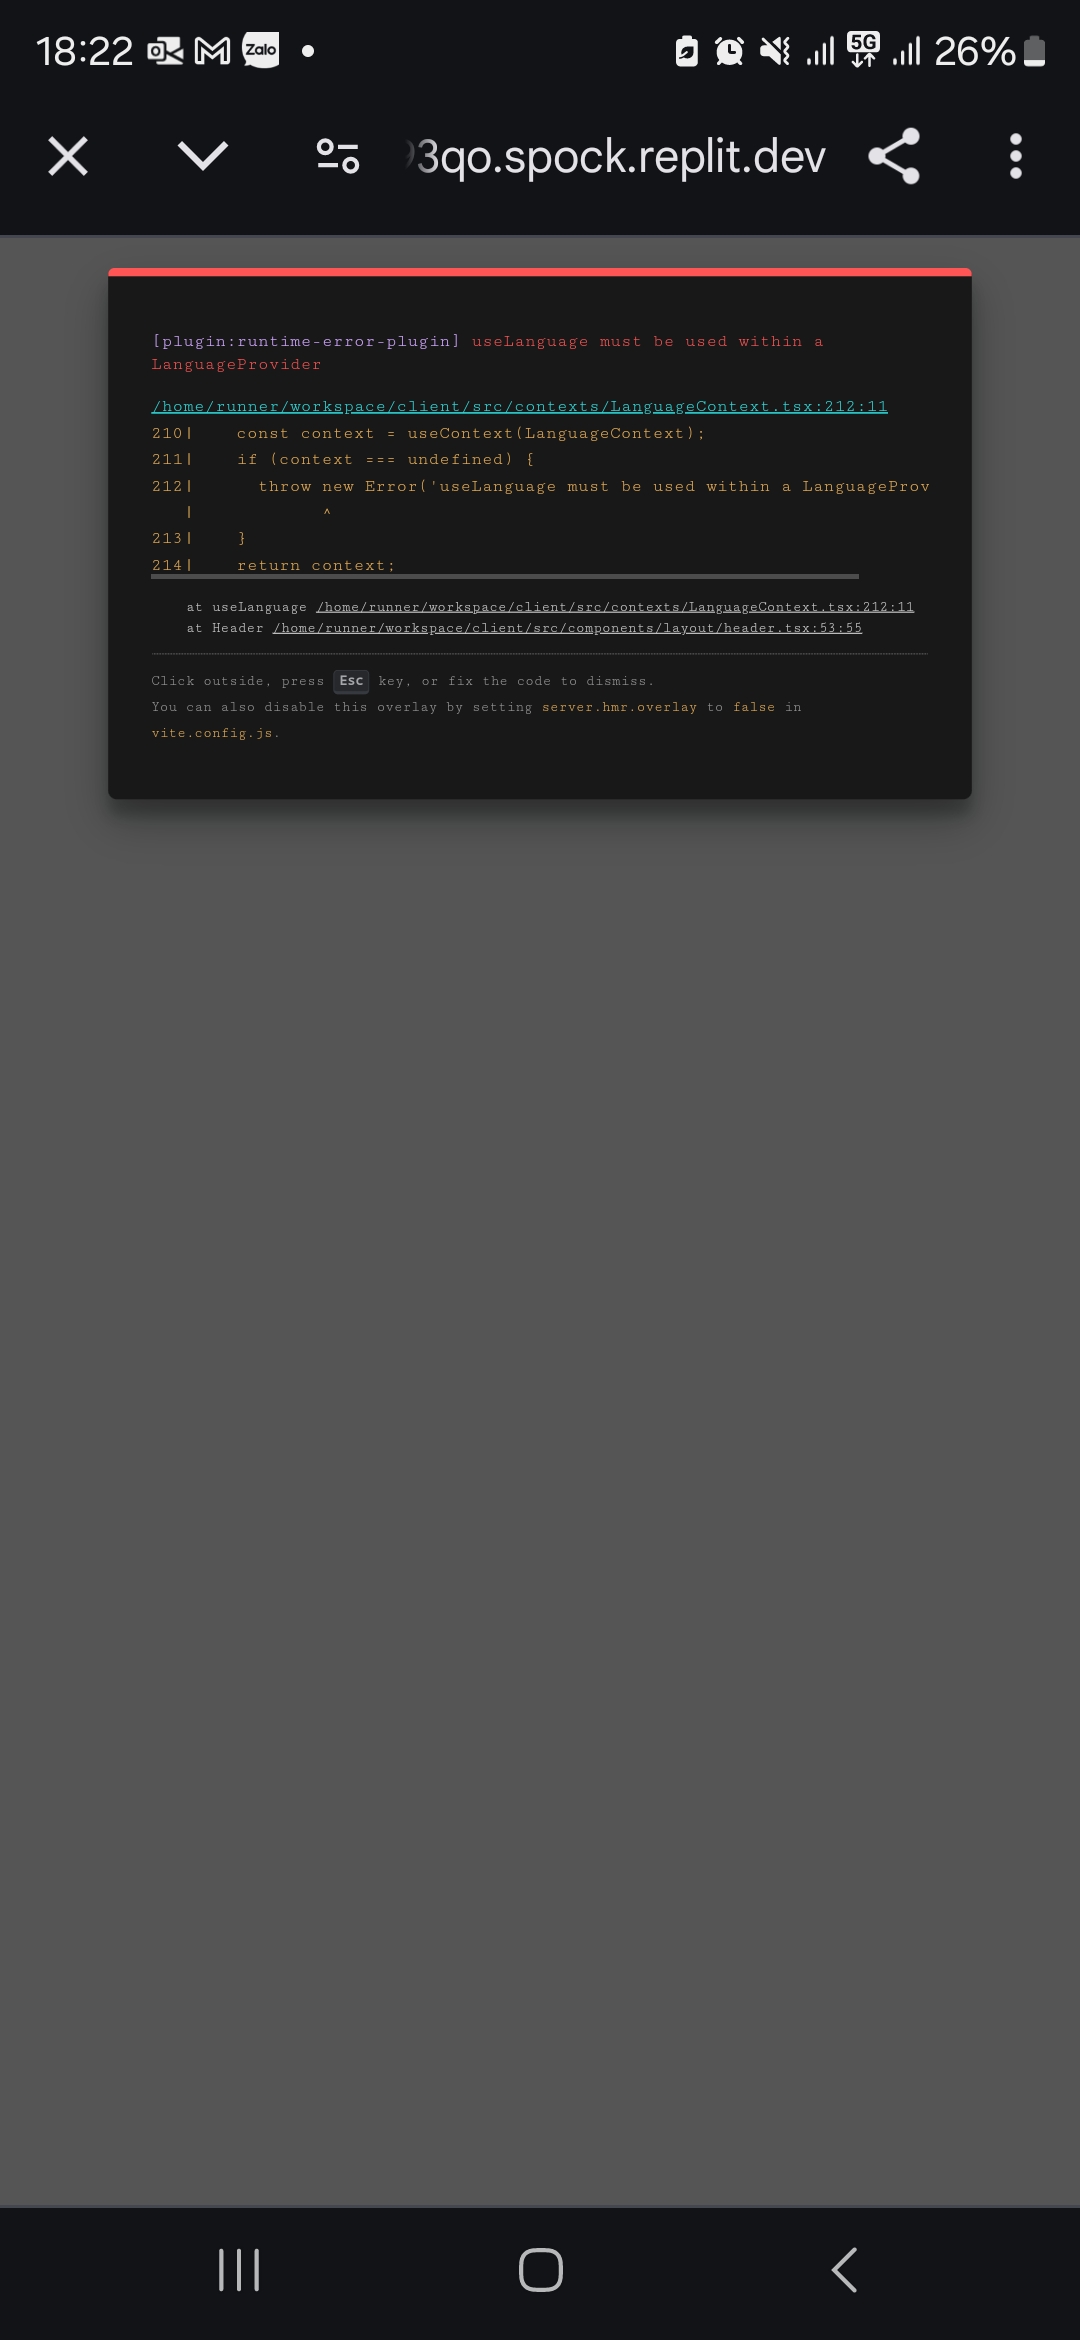 18:22 Zalo 5G 26%
3qo.spock.replit.dev
[plugin:runtime-error-plugin] useLanguage must be used within a
LanguageProvider
/home/runner/workspace/client/src/contexts/LanguageContext.tsx:212:11
210|    const context = useContext(LanguageContext);
211|    if (context === undefined) {
212|      throw new Error('useLanguage must be used within a LanguageProv
   |            ^
213|    }
214|    return context;
at useLanguage /home/runner/workspace/client/src/contexts/LanguageContext.tsx:212:11
at Header /home/runner/workspace/client/src/components/layout/header.tsx:53:55
Click outside, press Esc key, or fix the code to dismiss.
You can also disable this overlay by setting server.hmr.overlay to false in
vite.config.js.